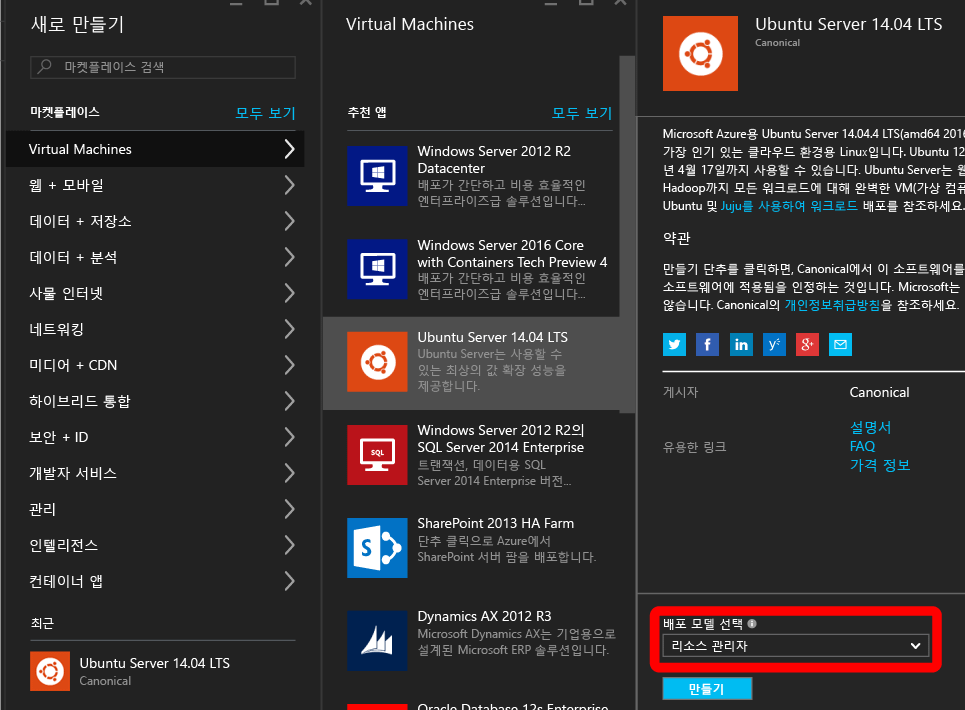 새로 만들기
마켓플레이스 검색
마켓플레이스 모두 보기
Virtual Machines
웹 + 모바일
데이터 + 저장소
데이터 + 분석
사물 인터넷
네트워킹
미디어 + CDN
하이브리드 통합
보안 + ID
개발자 서비스
관리
인텔리전스
컨테이너 앱
최근
Ubuntu Server 14.04 LTS
Canonical
Virtual Machines
추천 앱 모두 보기
Windows Server 2012 R2
Datacenter
배포가 간단하고 비용 효율적인
엔터프라이즈급 솔루션입니다...
Windows Server 2016 Core
with Containers Tech Preview 4
배포가 간단하고 비용 효율적인
엔터프라이즈급 솔루션입니다...
Ubuntu Server 14.04 LTS
Ubuntu Server는 사용할 수
있는 최상의 값 확장 성능을
제공합니다.
SQL
Windows Server 2012 R2의
SQL Server 2014 Enterprise
트랜잭션, 데이터용 SQL
Server 2014 Enterprise 버전...
S
SharePoint 2013 HA Farm
단추 클릭으로 Azure에서
SharePoint 서버 팜을 배포합니다.
Dynamics AX 2012 R3
Microsoft Dynamics AX는 기업용으로
설계된 Microsoft ERP 솔루션입니다.
Oracle Database 12s Enterprise
Ubuntu Server 14.04 LTS
Canonical
Microsoft Azure용 Ubuntu Server 14.04.4 LTS(amd64 2016
가장 인기 있는 클라우드 환경용 Linux입니다. Ubuntu 12
년 4월 17일까지 사용할 수 있습니다. Ubuntu Server는 웹
Hadoop까지 모든 워크로드에 대해 완벽한 VM(가상 컴퓨
Ubuntu 및 Juju를 사용하여 워크로드 배포를 참조하세요.
약관
만들기 단추를 클릭하면, Canonical에서 이 소프트웨어를
소프트웨어에 적용됨을 인정하는 것입니다. Microsoft는
않습니다. Canonical의 개인정보취급방침을 참조하세요.
게시자 Canonical
유용한 링크
설명서
FAQ
가격 정보
배포 모델 선택
리소스 관리자
만들기